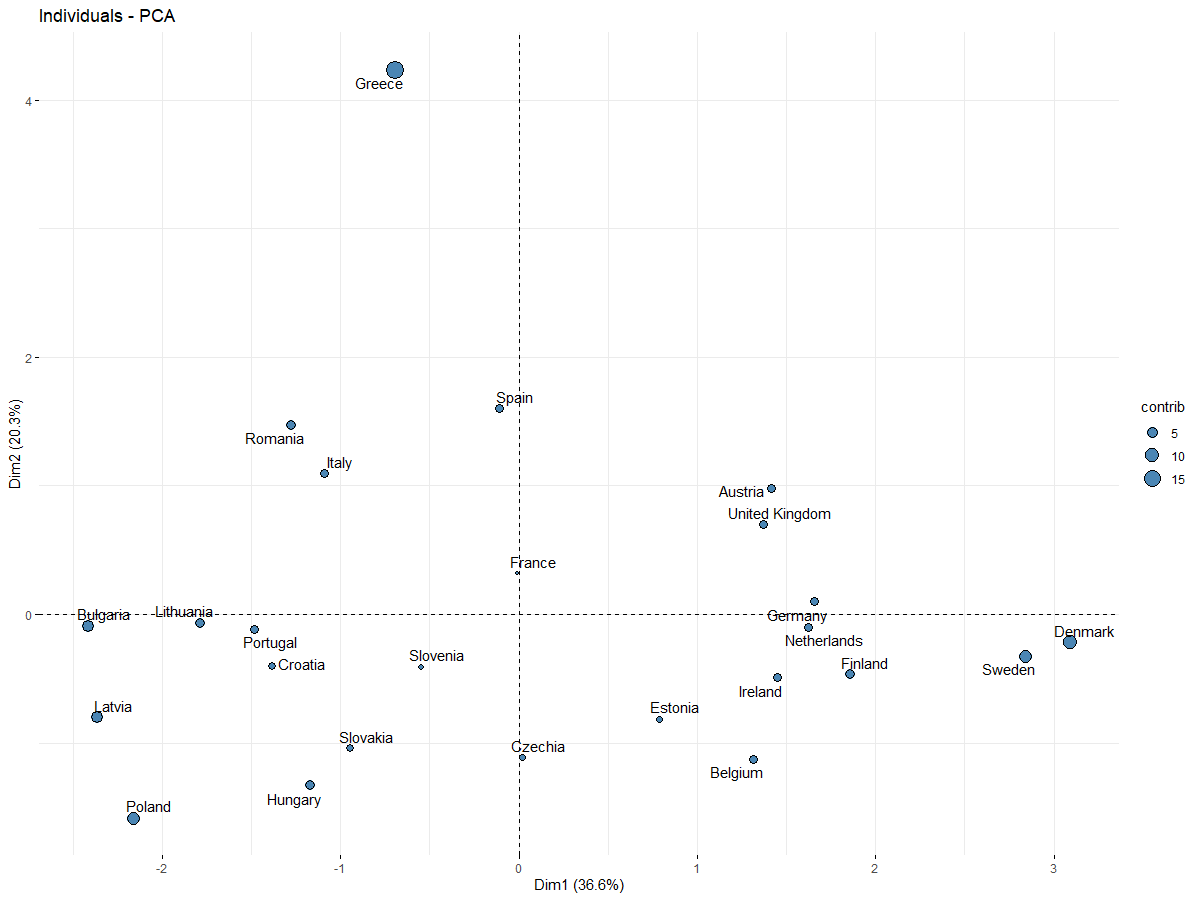 Individuals - PCA
Greece
4
2
Spain
Romania
Italy
Austria
United Kingdom
contrib
5
10
15
Dim2 (20.3%)
France
0
Bulgaria
Lithuania
Germany
Portugal
Netherlands
Denmark
Croatia
Slovenia
Finland
Sweden
Ireland
Latvia
Estonia
Slovakia
Czechia
Belgium
Hungary
Poland
-2
-1
0
1
2
3
Dim1 (36.6%)